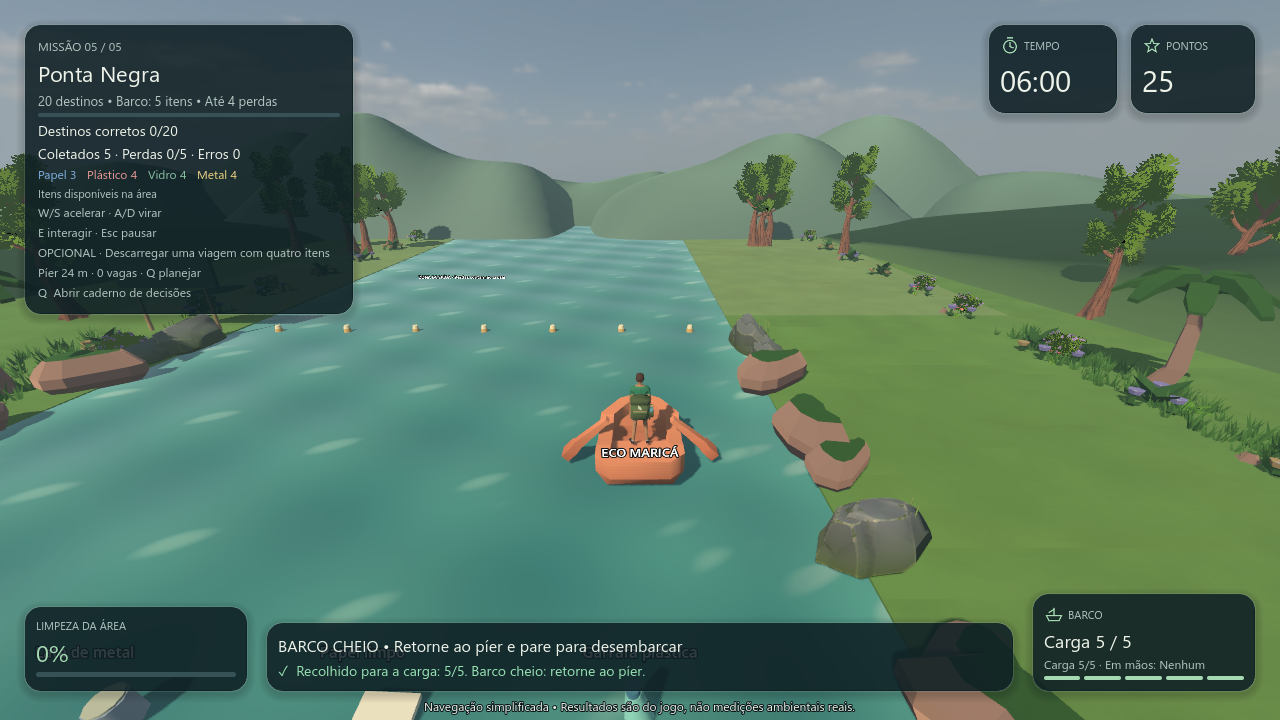 MISSÃO 05 / 05
Ponta Negra
20 destinos • Barco: 5 itens • Até 4 perdas
Destinos corretos 0/20
Coletados 5 · Perdas 0/5 · Erros 0
Papel 3 Plástico 4 Vidro 4 Metal 4
Itens disponíveis na área
W/S acelerar · A/D virar
E interagir · Esc pausar
OPCIONAL · Descarregar uma viagem com quatro itens
Píer 24 m · 0 vagas · Q planejar
Q Abrir caderno de decisões
TEMPO
06:00
PONTOS
25
ECO MARICÁ
LIMPEZA DA ÁREA
0%
de metal
BARCO CHEIO • Retorne ao píer e pare para desembarcar
✓ Recolhido para a carga: 5/5. Barco cheio: retorne ao píer.
BARCO
Carga 5 / 5
Carga 5/5 · Em mãos: Nenhum
Navegação simplificada • Resultados são do jogo, não medições ambientais reais.